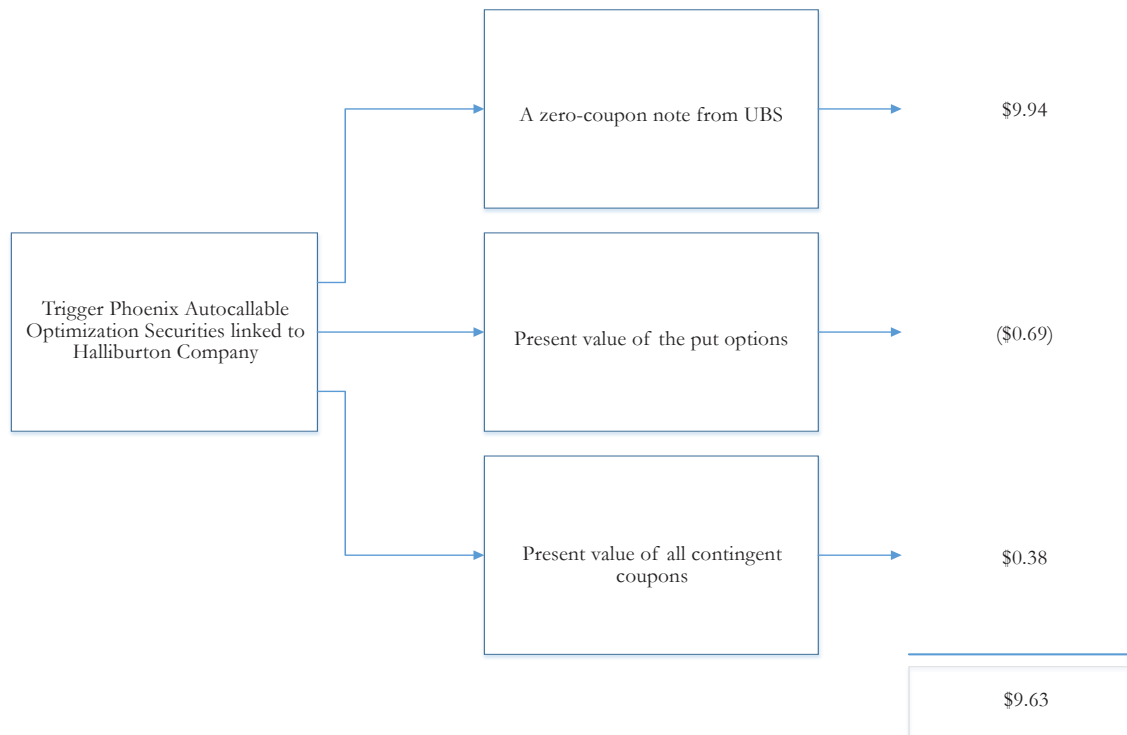 A zero-coupon note from UBS
$9.94
Trigger Phoenix Autocallable
Optimization Securities linked to
Halliburton Company
Present value of the put options
($0.69)
Present value of all contingent
coupons
$0.38
$9.63